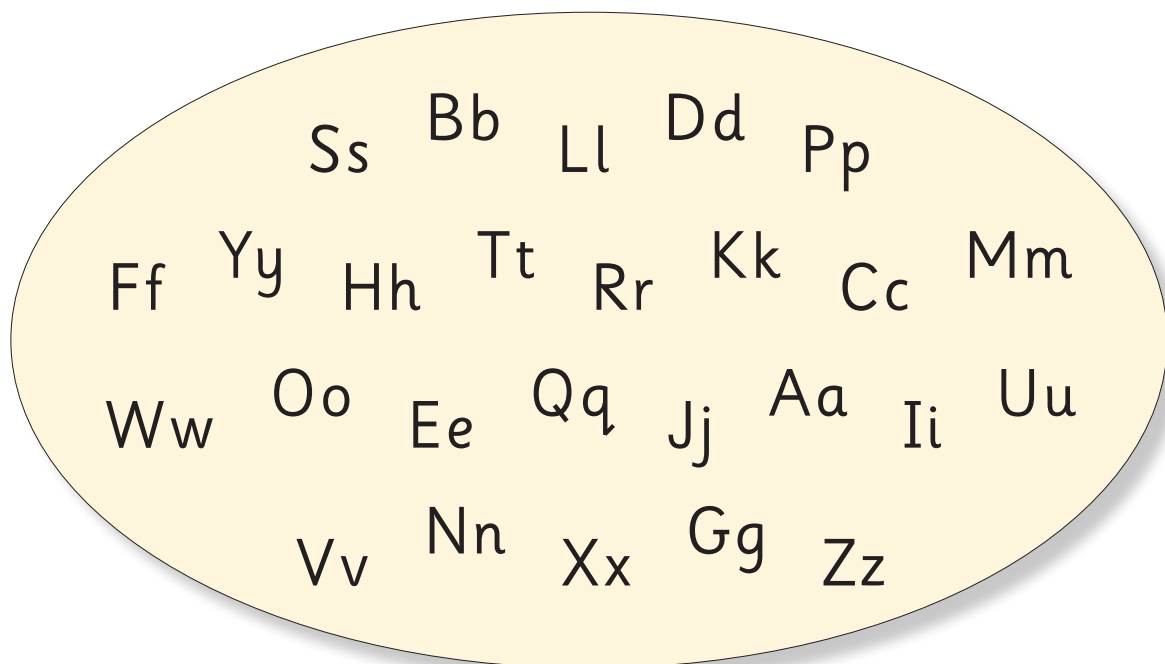 Ss Bb Ll Dd Pp
Ff Yy Hh Tt Rr Kk Cc Mm
Ww Oo Ee Qq Jj Aa Ii Uu
Vv Nn Xx Gg Zz